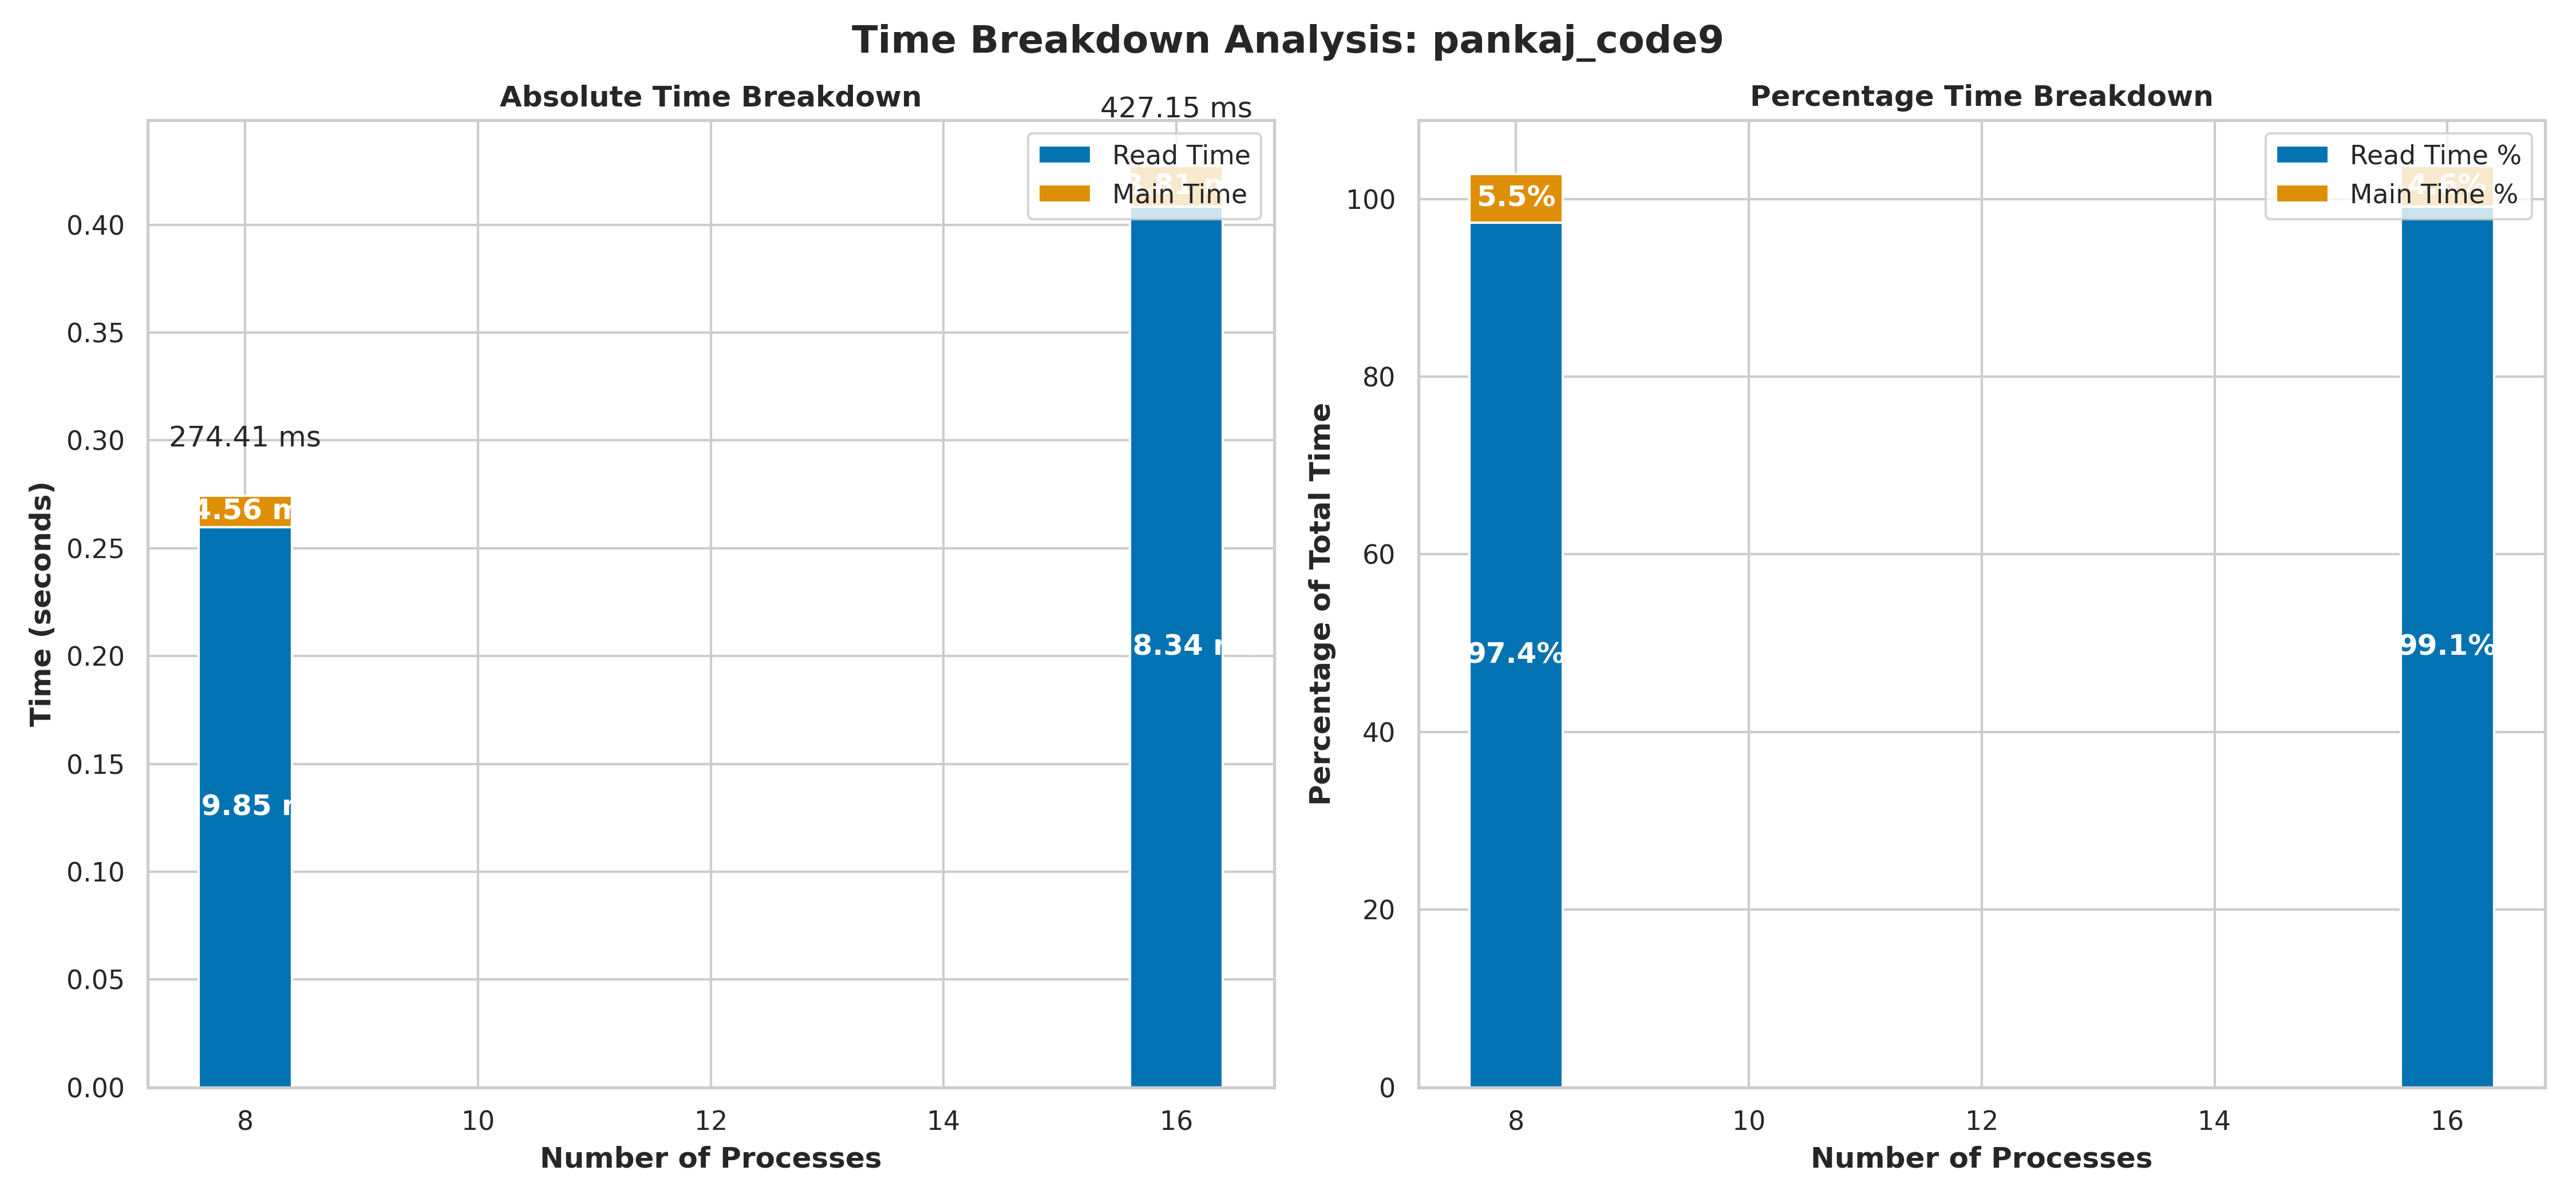 Time Breakdown Analysis: pankaj_code9
Absolute Time Breakdown
427.15 ms
Read Time
Main Time
274.41 ms
4.56 m
9.85
8.34
0.40
0.35
0.30
0.25
0.20
0.15
0.10
0.05
0.00
Time (seconds)
8 10 12 14 16
Number of Processes
Percentage Time Breakdown
Read Time %
Main Time %
5.5%
4.6%
97.4%
99.1%
100
80
60
40
20
0
Percentage of Total Time
8 10 12 14 16
Number of Processes